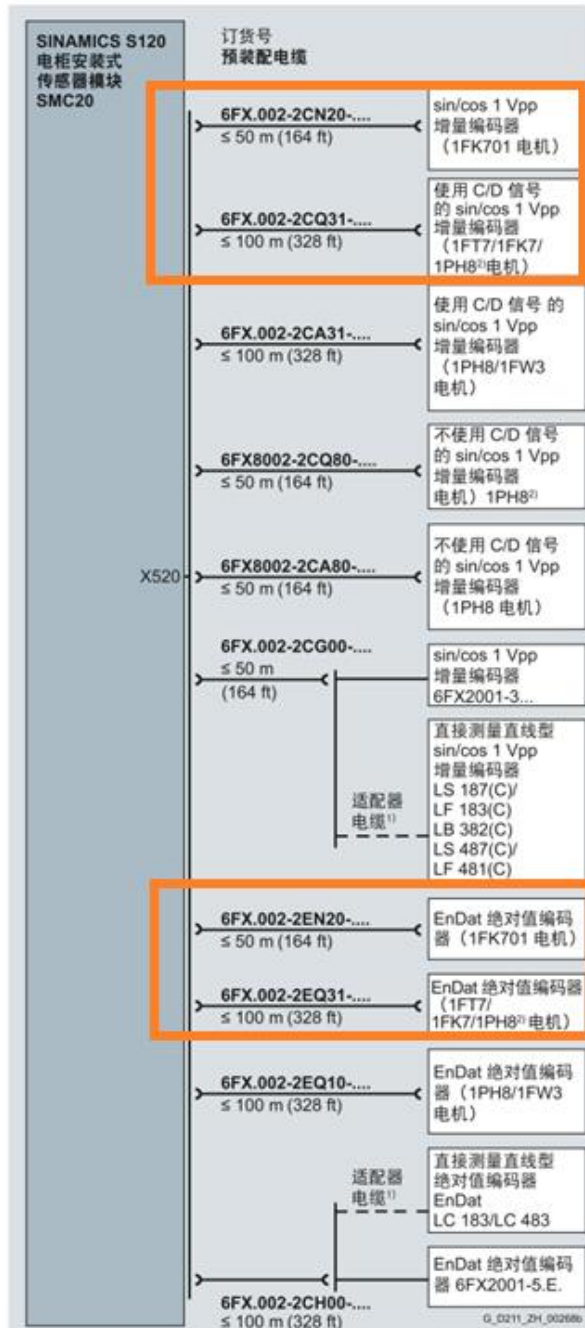 SINAMICS S120
电柜安装式
传感器模块
SMC20
订货号
预装配电缆
6FX.002-2CN20-....
≤ 50 m (164 ft)
sin/cos 1 Vpp
增量编码器
（1FK701 电机）
6FX.002-2CQ31-....
≤ 100 m (328 ft)
使用 C/D 信号
的 sin/cos 1 Vpp
增量编码器
（1FT7/1FK7/
1PH8²⁾电机）
6FX.002-2CA31-....
≤ 100 m (328 ft)
使用 C/D 信号 的
sin/cos 1 Vpp
增量编码器
（1PH8/1FW3
电机）
6FX8002-2CQ80-....
≤ 50 m (164 ft)
不使用 C/D 信号
的 sin/cos 1 Vpp
增量编码器
电机）1PH8²⁾
X520
6FX8002-2CA80-....
≤ 50 m (164 ft)
不使用 C/D 信号
的 sin/cos 1 Vpp
增量编码器
（1PH8 电机）
6FX.002-2CG00-....
≤ 50 m
(164 ft)
sin/cos 1 Vpp
增量编码器
6FX2001-3...
适配器
电缆¹⁾
直接测量直线型
sin/cos 1 Vpp
增量编码器
LS 187(C)/
LF 183(C)
LB 382(C)
LS 487(C)/
LF 481(C)
6FX.002-2EN20-....
≤ 50 m (164 ft)
EnDat 绝对值编码
器（1FK701 电机）
6FX.002-2EQ31-....
≤ 100 m (328 ft)
EnDat 绝对值编码器
（1FT7/
1FK7/1PH8²⁾ 电机）
6FX.002-2EQ10-....
≤ 100 m (328 ft)
EnDat 绝对值编码
器（1PH8/1FW3
电机）
适配器
电缆¹⁾
直接测量直线型
绝对值编码器
EnDat
LC 183/LC 483
6FX.002-2CH00-....
≤ 100 m (328 ft)
EnDat 绝对值编码
器 6FX2001-5.E.
G_D211_ZH_00268b